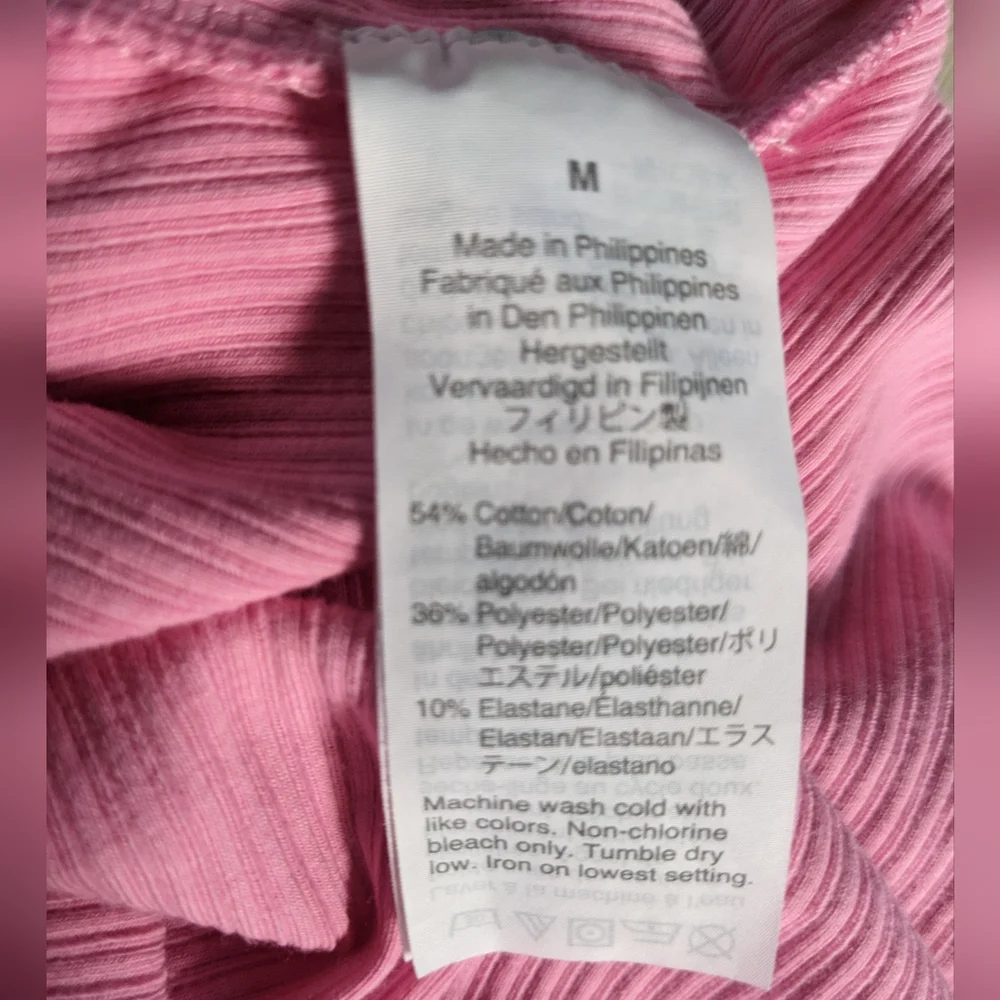 M
Made in Philippines
Fabriqué aux Philippines
in Den Philippinen
Hergestellt
Vervaardigd in Filipijnen
フィリピン製
Hecho en Filipinas
54% Cotton/Coton/
Baumwolle/Katoen/綿/
algodón
36% Polyester/Polyester/
Polyester/Polyester/ポリ
エステル/poliéster
10% Elastane/Élasthanne/
Elastan/Elastaan/エラス
テーン/elastano
Machine wash cold with
like colors. Non-chlorine
bleach only. Tumble dry
low. Iron on lowest setting.